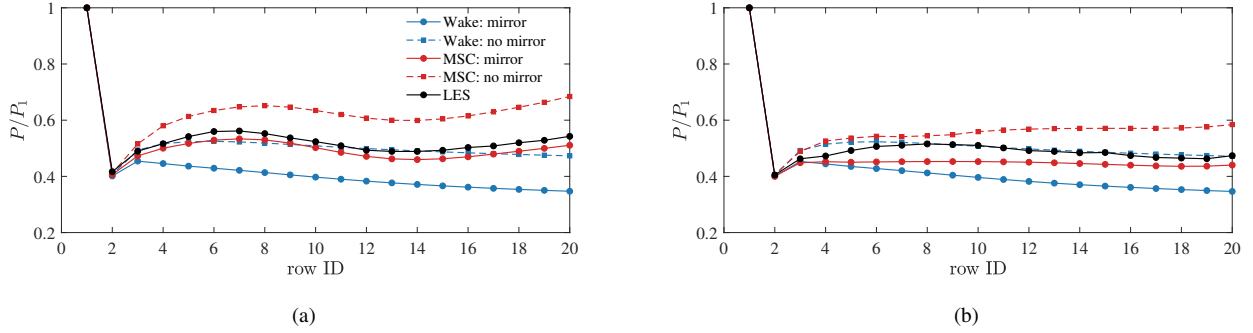 1
0.8
0.6
0.4
0.2
P/P₁
0 2 4 6 8 10 12 14 16 18 20
row ID
Wake: mirror
Wake: no mirror
MSC: mirror
MSC: no mirror
LES
(a)
1
0.8
0.6
0.4
0.2
P/P₁
0 2 4 6 8 10 12 14 16 18 20
row ID
(b)